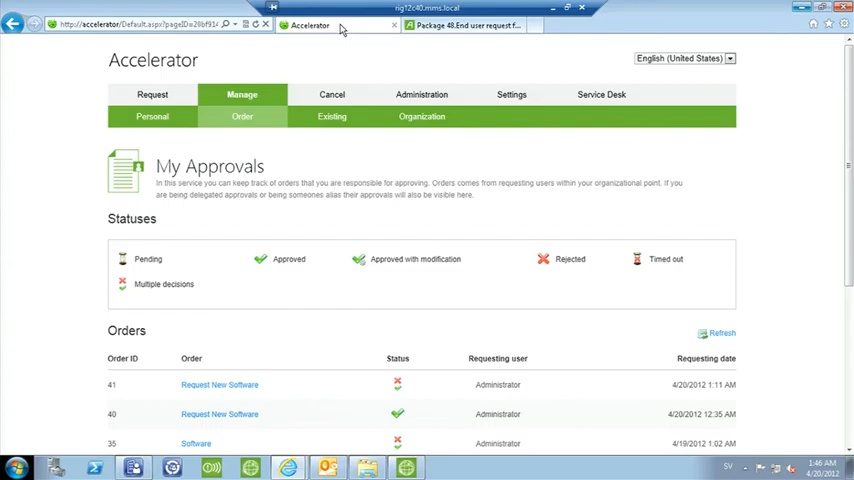 rig12c40.mms.local
http://accelerator/Default.aspx?pageID=20bf914
Accelerator
Package 48.End user request f...
Accelerator
English (United States)
Request Manage Cancel Administration Settings Service Desk
Personal Order Existing Organization
My Approvals
In this service you can keep track of orders that you are responsible for approving. Orders comes from requesting users within your organizational point. If you
are being delegated approvals or being someones alias their approvals will also be visible here.
Statuses
Pending Approved Approved with modification Rejected Timed out
Multiple decisions
Orders
Refresh
Order ID Order Status Requesting user Requesting date
41 Request New Software Administrator 4/20/2012 1:11 AM
40 Request New Software Administrator 4/20/2012 12:35 AM
35 Software Administrator 4/19/2012 1:02 AM
SV
1:46 AM
4/20/2012